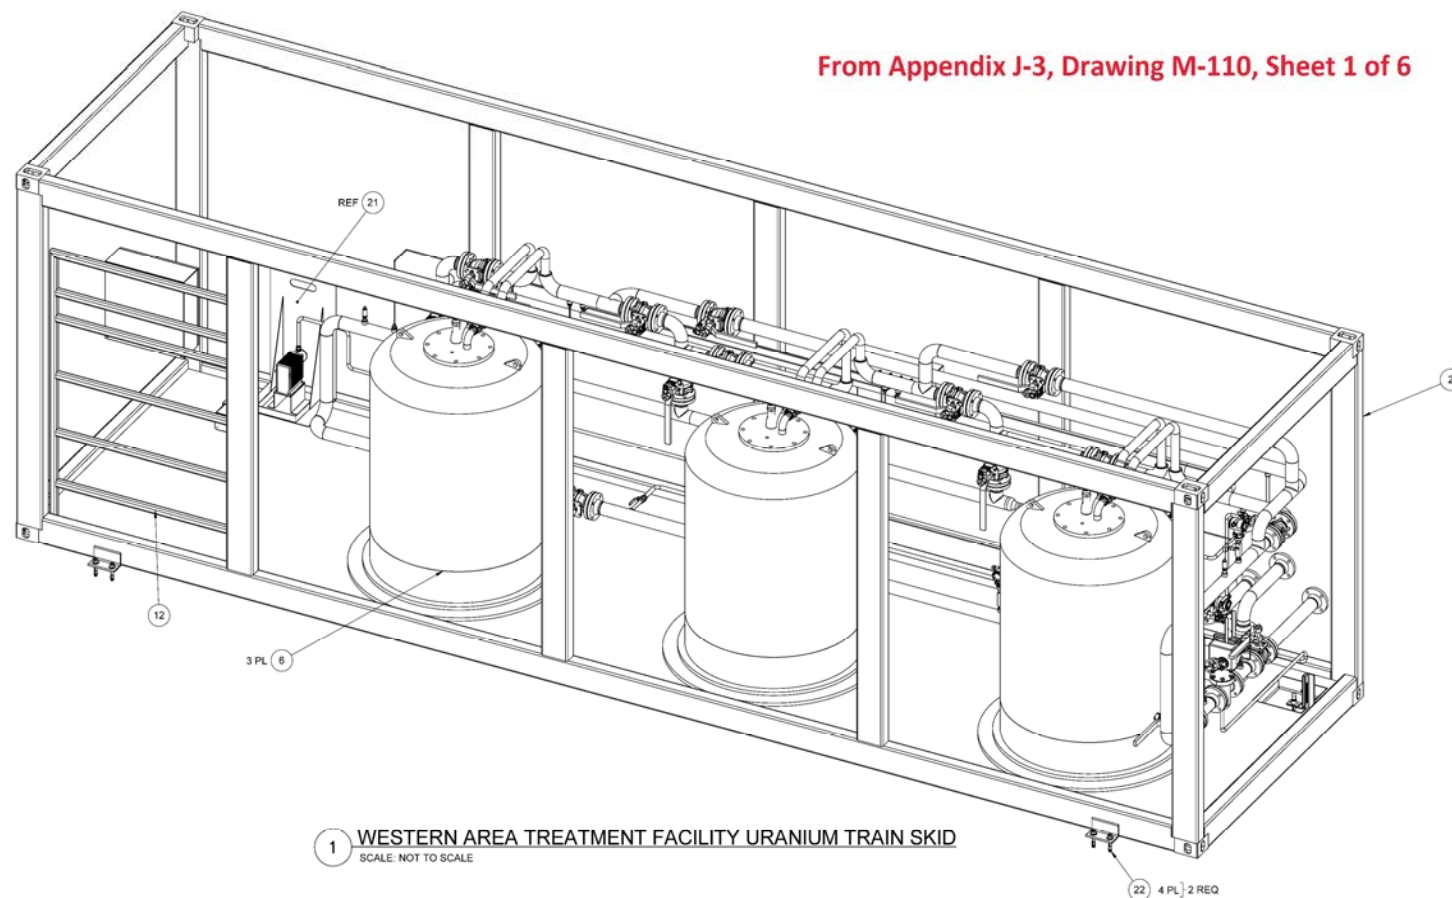 From Appendix J-3, Drawing M-110, Sheet 1 of 6
REF 21
2
12
3 PL 6
1 WESTERN AREA TREATMENT FACILITY URANIUM TRAIN SKID
SCALE: NOT TO SCALE
22 4 PL } 2 REQ